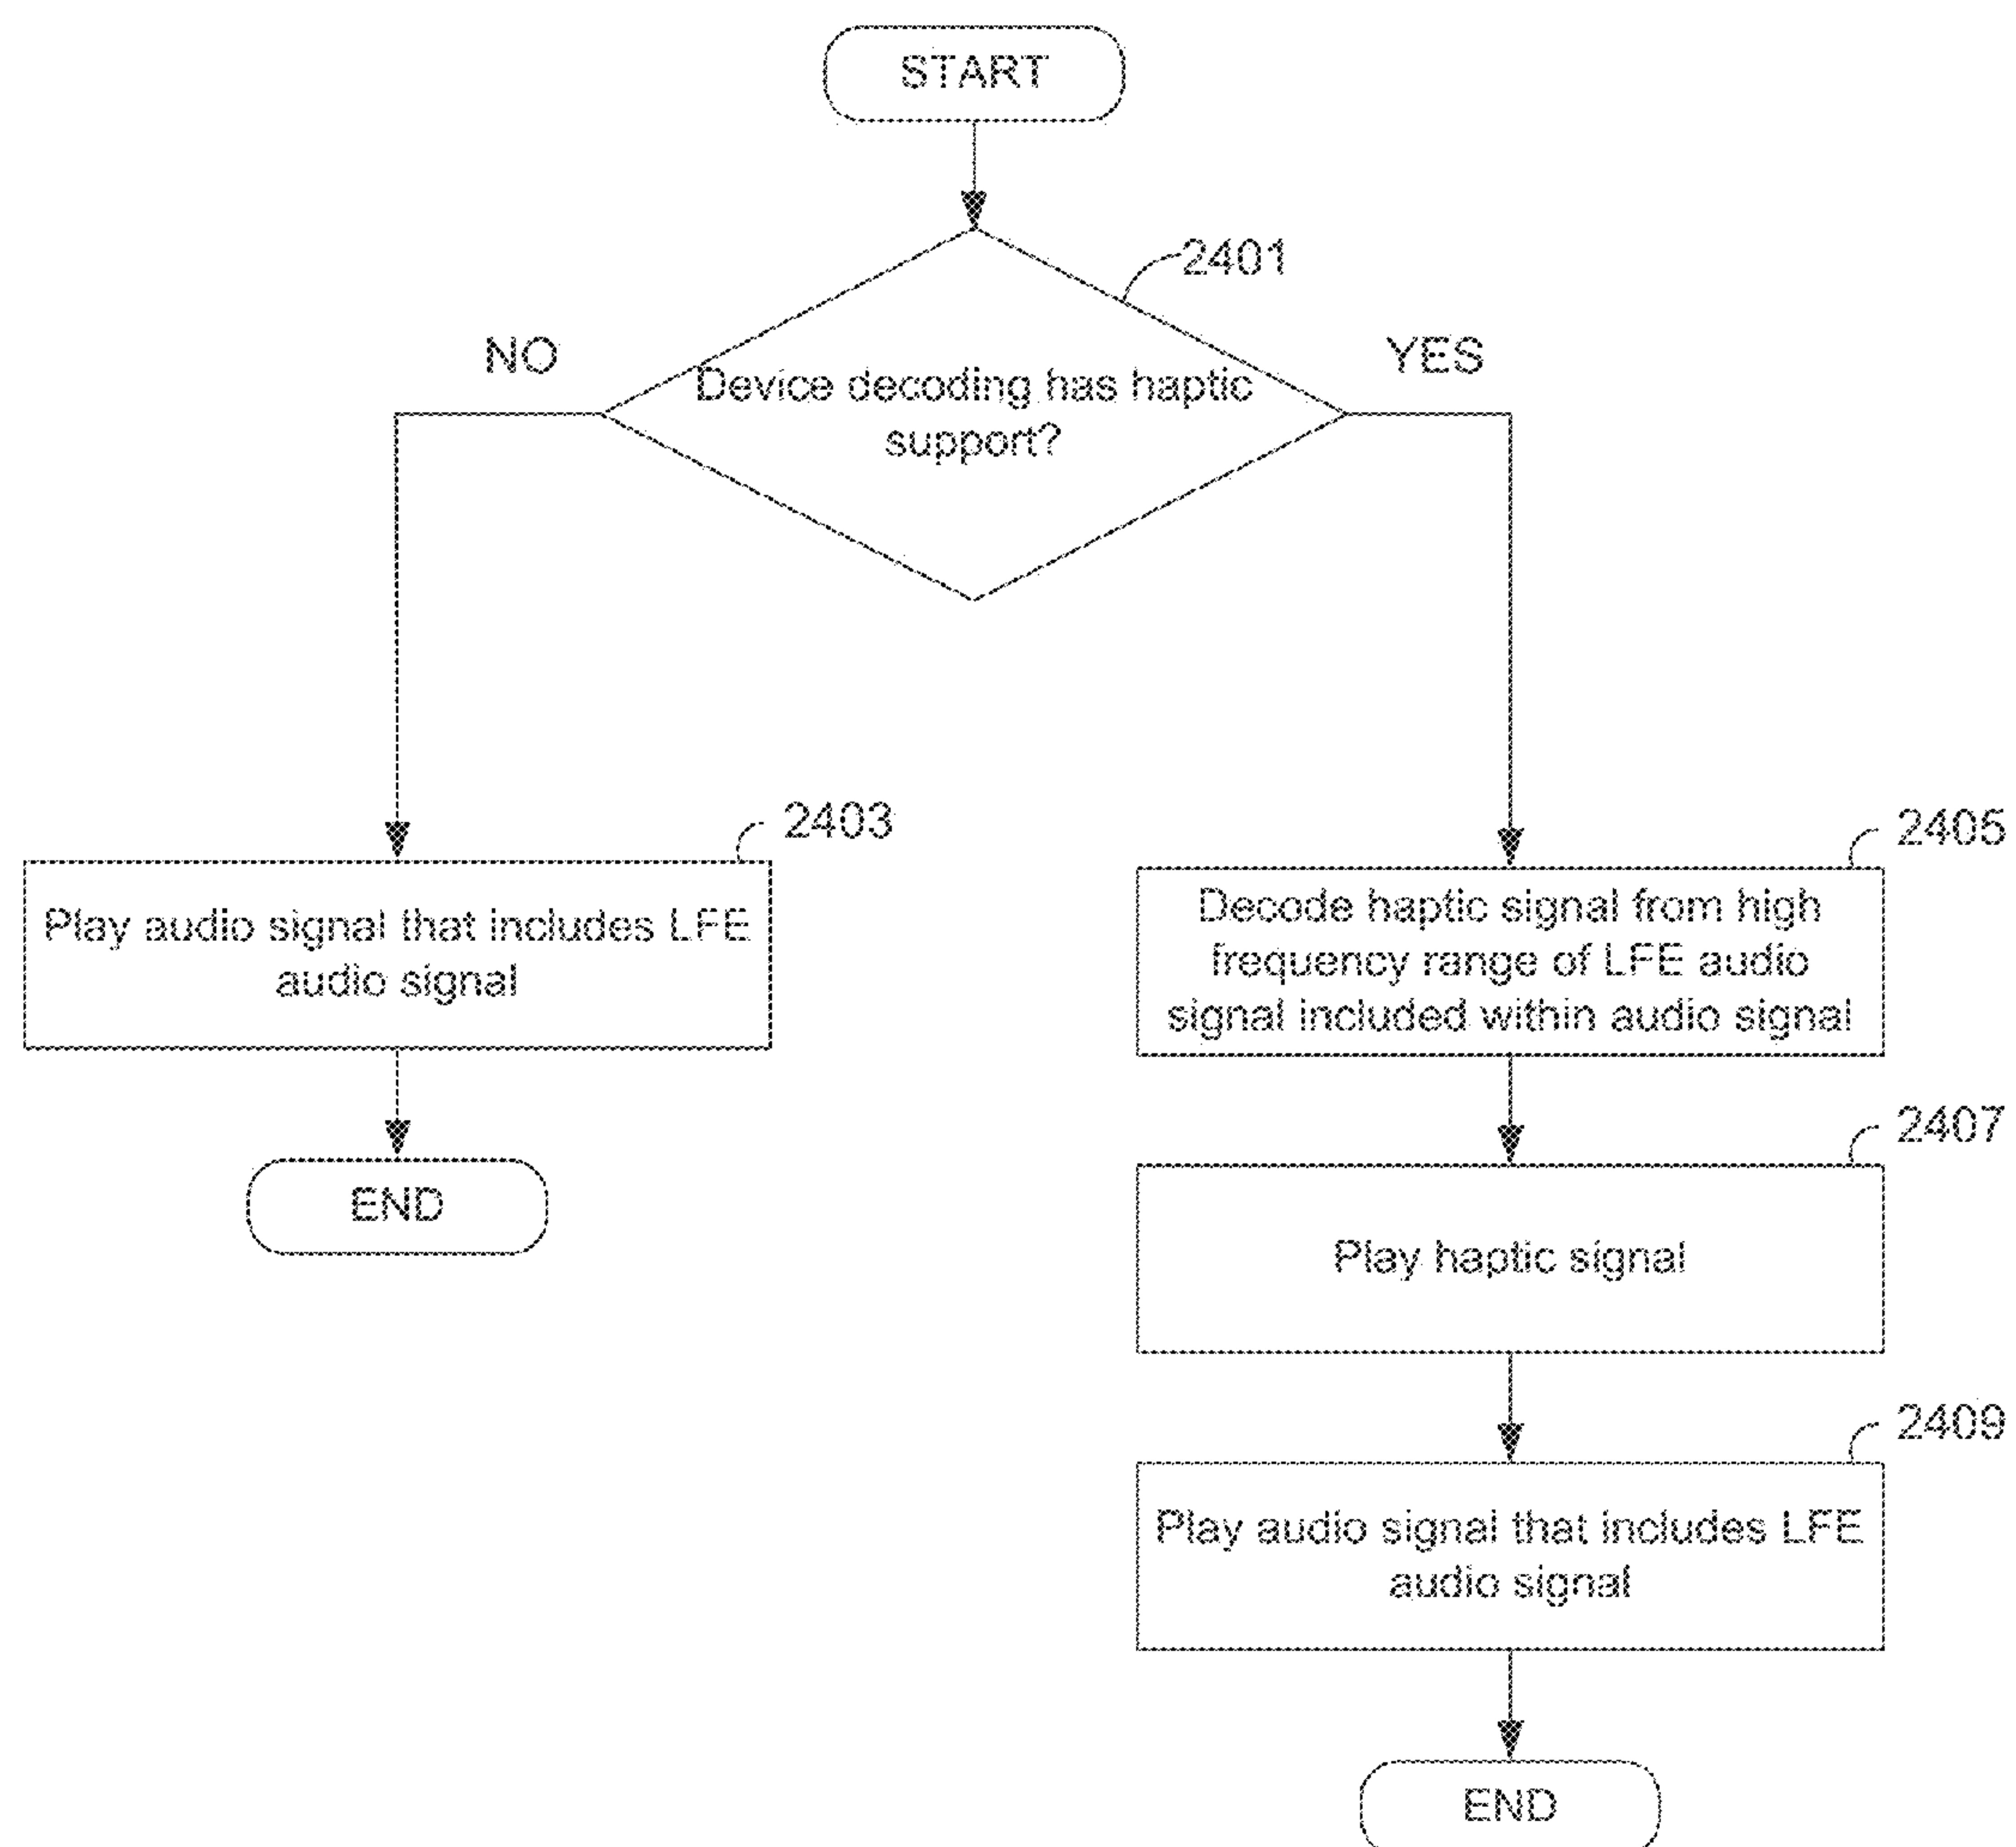 START
2401
NO
YES
Device decoding has haptic
support?
2403
Play audio signal that includes LFE
audio signal
END
2405
Decode haptic signal from high
frequency range of LFE audio
signal included within audio signal
2407
Play haptic signal
2409
Play audio signal that includes LFE
audio signal
END